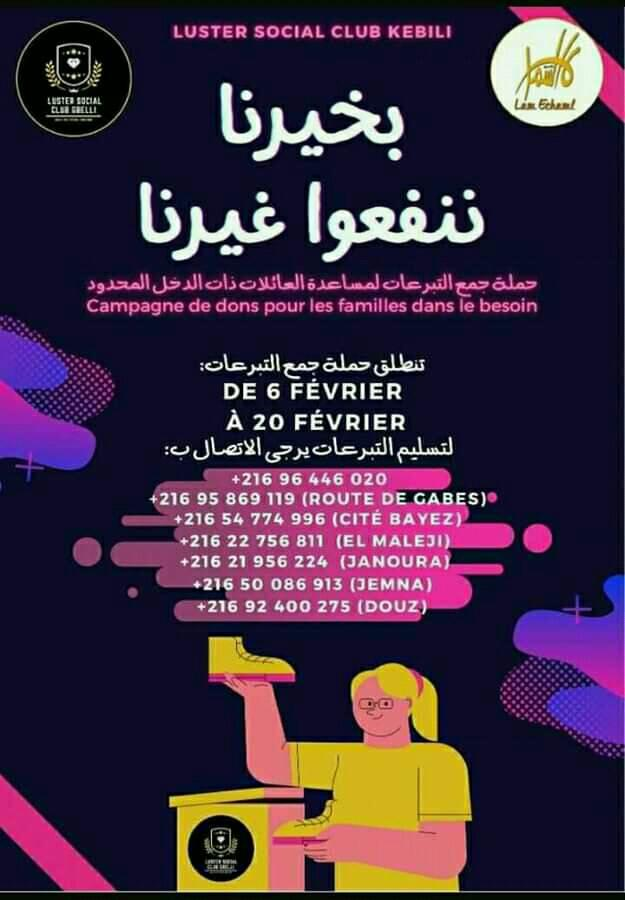 LUSTER SOCIAL CLUB KEBILI
LUSTER SOCIAL
CLUB GBELLI
لم الشمل
Lam Echaml
بخيرنا
ننفعوا غيرنا
حملة جمع التبرعات لمساعدة العائلات ذات الدخل المحدود
Campagne de dons pour les familles dans le besoin
تنطلق حملة جمع التبرعات:
DE 6 FÉVRIER
À 20 FÉVRIER
لتسليم التبرعات يرجى الاتصال ب:
+216 96 446 020
+216 95 869 119 (ROUTE DE GABES)
+216 54 774 996 (CITÉ BAYEZ)
+216 22 756 811 (EL MALEJI)
+216 21 956 224 (JANOURA)
+216 50 086 913 (JEMNA)
+216 92 400 275 (DOUZ)
LUSTER SOCIAL
CLUB GBELLI